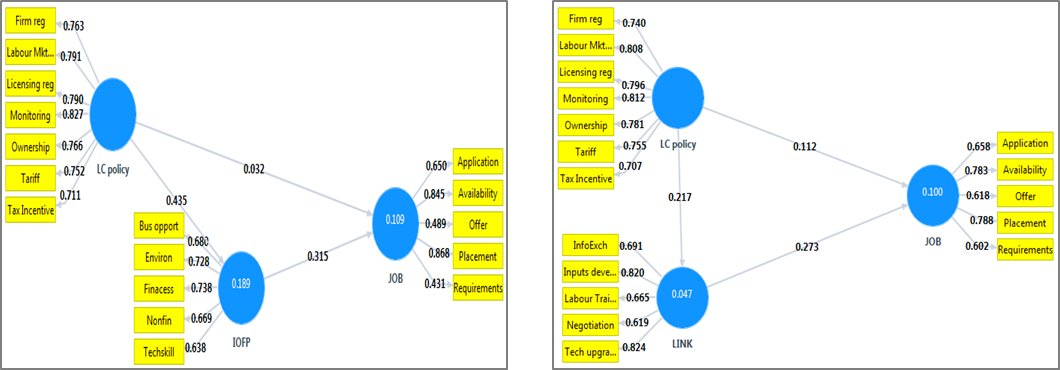 Firm reg
0.763
Labour Mkt...
0.791
Licensing reg
0.790
Monitoring
0.827
Ownership
0.766
Tariff
0.752
Tax Incentive
0.711
LC policy
0.032
0.435
Bus opport
0.680
Environ
0.728
Finacess
0.738
Nonfin
0.669
Techskill
0.638
0.189
IOFP
0.315
0.109
JOB
0.650
Application
0.845
Availability
0.489
Offer
0.868
Placement
0.431
Requirements
Firm reg
0.740
Labour Mkt...
0.808
Licensing reg
0.796
Monitoring
0.812
Ownership
0.781
Tariff
0.755
Tax Incentive
0.707
LC policy
0.112
0.217
InfoExch
0.691
Inputs deve...
0.820
Labour Trai...
0.665
Negotiation
0.619
Tech upgra...
0.824
0.047
LINK
0.273
0.100
JOB
0.658
Application
0.783
Availability
0.618
Offer
0.788
Placement
0.602
Requirements